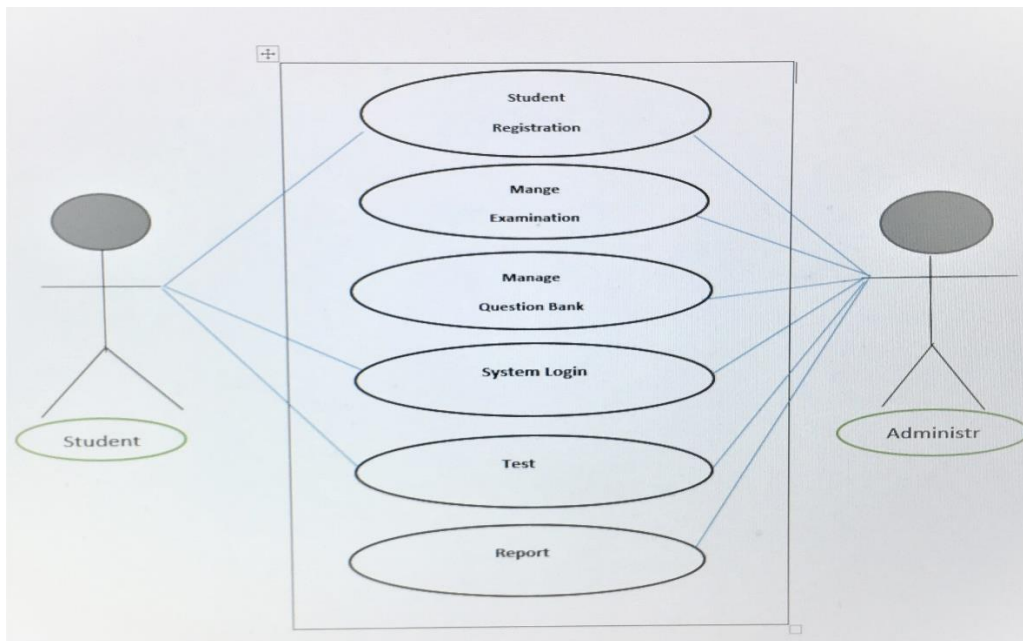 Student
Registration
Mange
Examination
Manage
Question Bank
System Login
Test
Report
Student
Administr